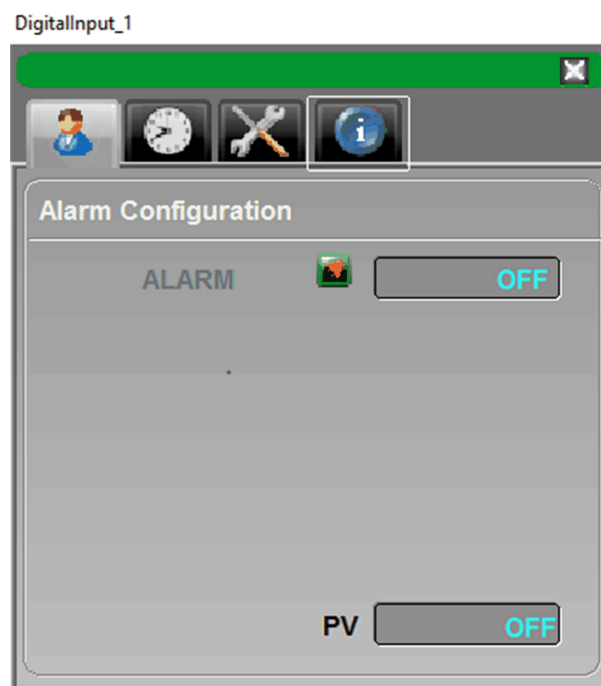 DigitalInput_1
i
Alarm Configuration
ALARM OFF
PV OFF